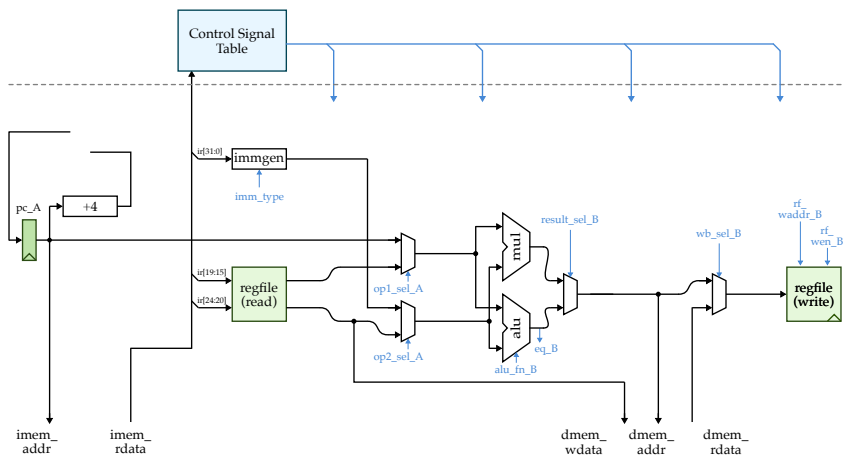 Control Signal
Table
ir[31:0]
immgen
imm_type
pc_A
+4
ir[19:15]
ir[24:20]
regfile
(read)
op1_sel_A
op2_sel_A
mul
alu
alu_fn_B
eq_B
result_sel_B
wb_sel_B
rf_
waddr_B
rf_
wen_B
regfile
(write)
imem_
addr
imem_
rdata
dmem_
wdata
dmem_
addr
dmem_
rdata